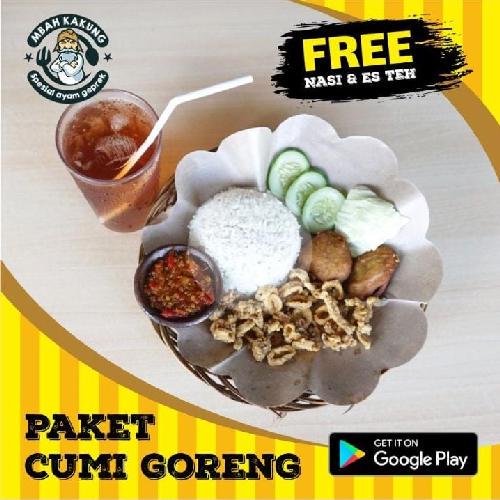 MBAH KAKUNG
Spesial ayam geprek
FREE
NASI & ES TEH
PAKET
CUMI GORENG
GET IT ON
Google Play